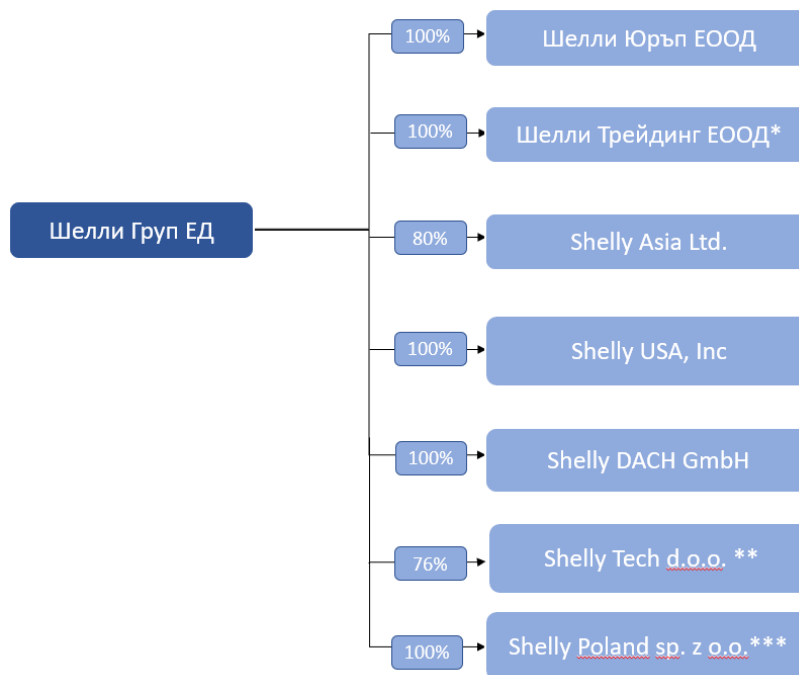 100%
Шелли Юръп ЕООД
100%
Шелли Трейдинг ЕООД*
Шелли Груп ЕД
80%
Shelly Asia Ltd.
100%
Shelly USA, Inc
100%
Shelly DACH GmbH
76%
Shelly Tech d.o.o. **
100%
Shelly Poland sp. z o.o.***